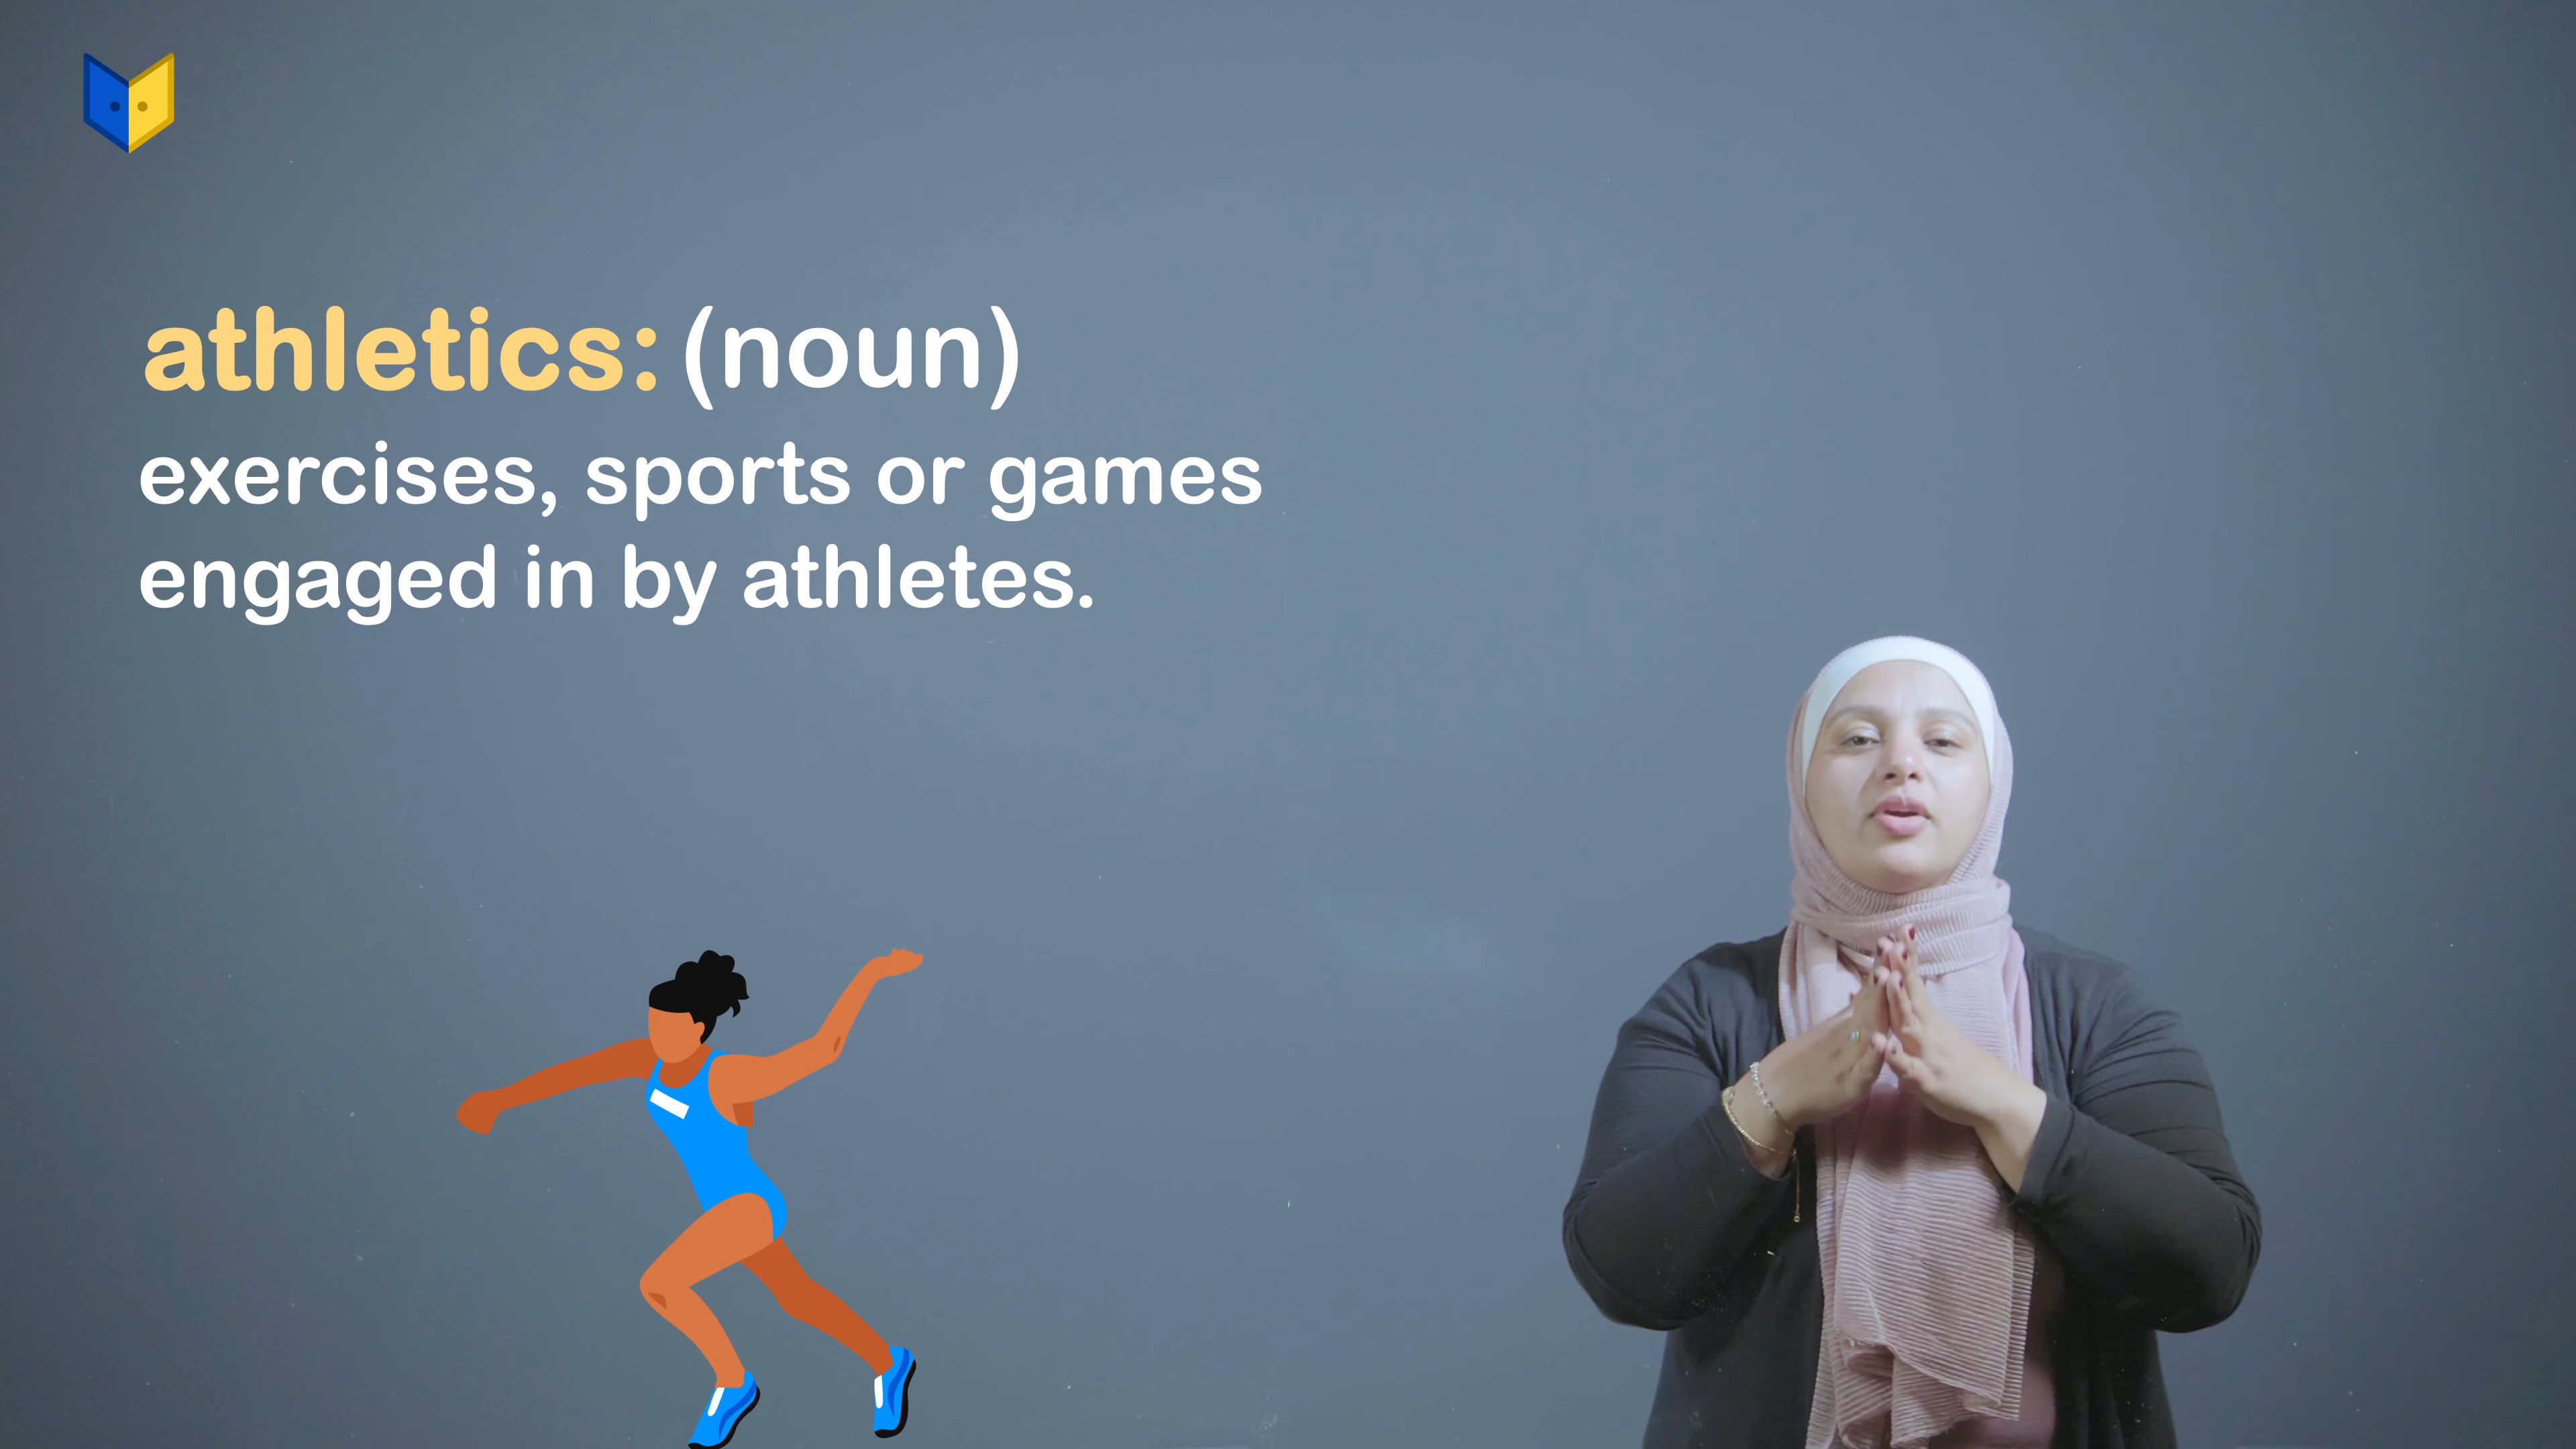 athletics: (noun)
exercises, sports or games
engaged in by athletes.